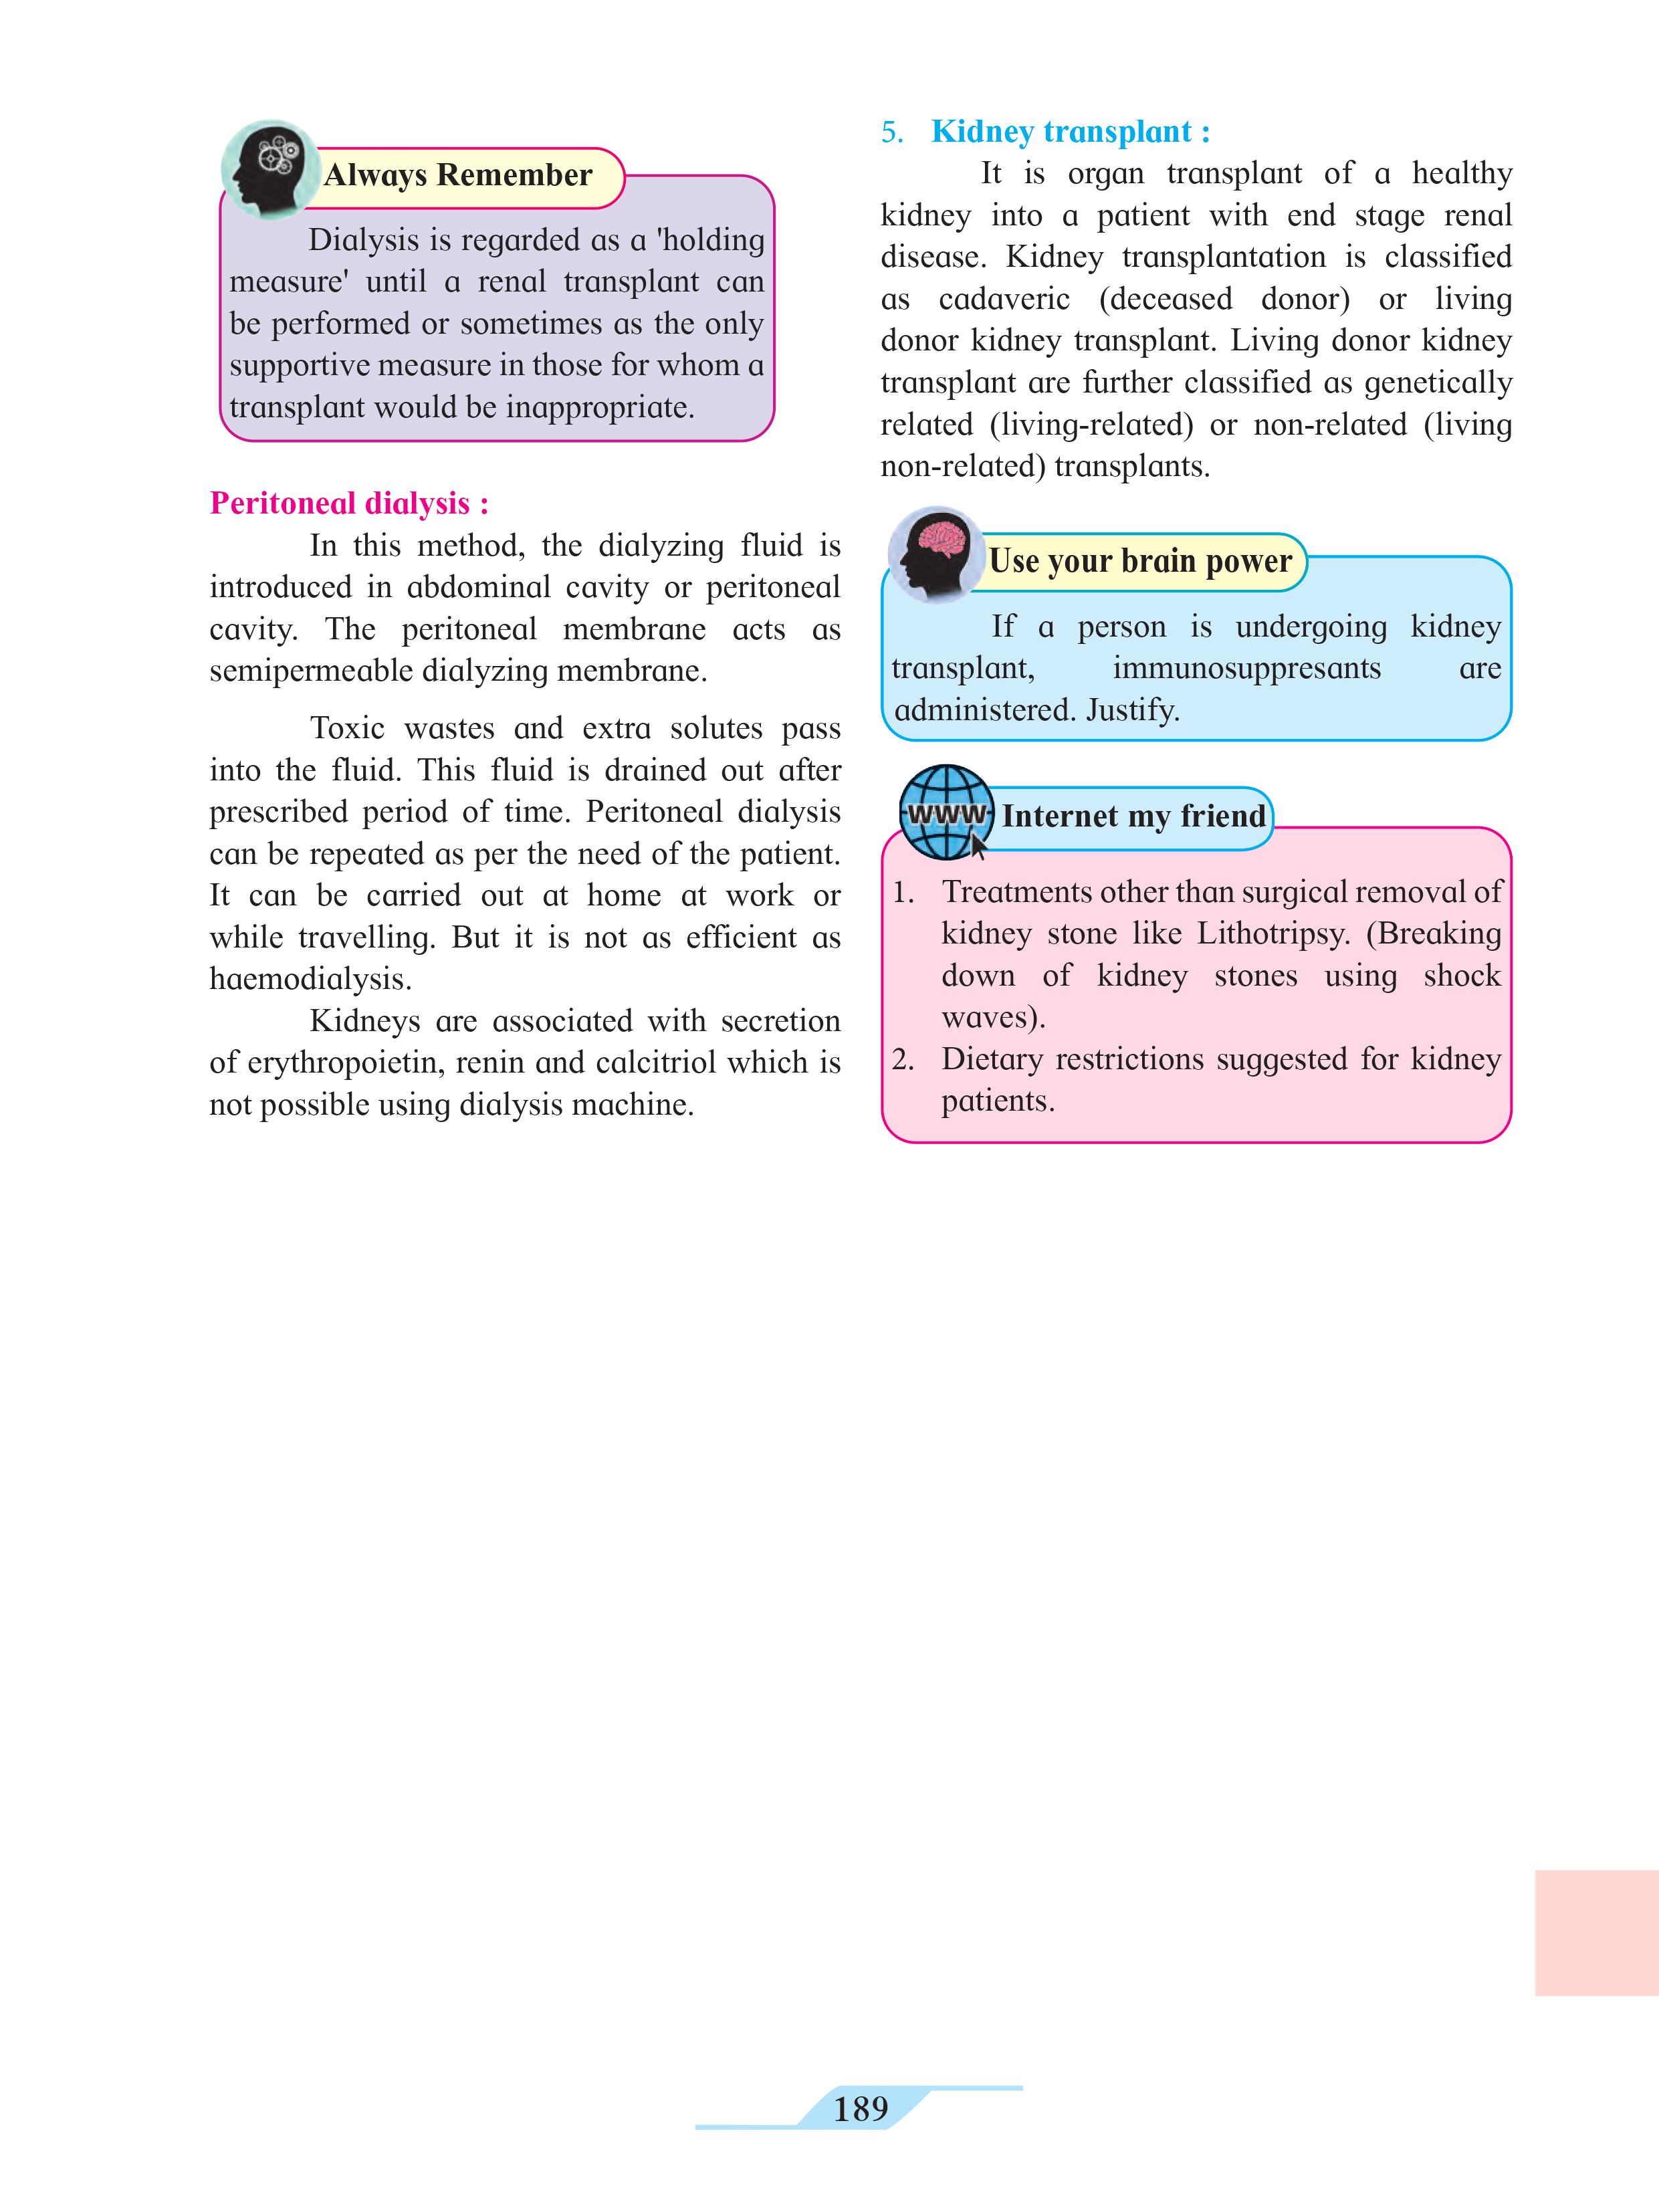 Always Remember
Dialysis is regarded as a 'holding
measure' until a renal transplant can
be performed or sometimes as the only
supportive measure in those for whom a
transplant would be inappropriate.
Peritoneal dialysis :
In this method, the dialyzing fluid is
introduced in abdominal cavity or peritoneal
cavity. The peritoneal membrane acts as
semipermeable dialyzing membrane.
Toxic wastes and extra solutes pass
into the fluid. This fluid is drained out after
prescribed period of time. Peritoneal dialysis
can be repeated as per the need of the patient.
It can be carried out at home at work or
while travelling. But it is not as efficient as
haemodialysis.
Kidneys are associated with secretion
of erythropoietin, renin and calcitriol which is
not possible using dialysis machine.
5. Kidney transplant :
It is organ transplant of a healthy
kidney into a patient with end stage renal
disease. Kidney transplantation is classified
as cadaveric (deceased donor) or living
donor kidney transplant. Living donor kidney
transplant are further classified as genetically
related (living-related) or non-related (living
non-related) transplants.
Use your brain power
If a person is undergoing kidney
transplant, immunosuppresants are
administered. Justify.
WWW
Internet my friend
1. Treatments other than surgical removal of
kidney stone like Lithotripsy. (Breaking
down of kidney stones using shock
waves).
2. Dietary restrictions suggested for kidney
patients.
189